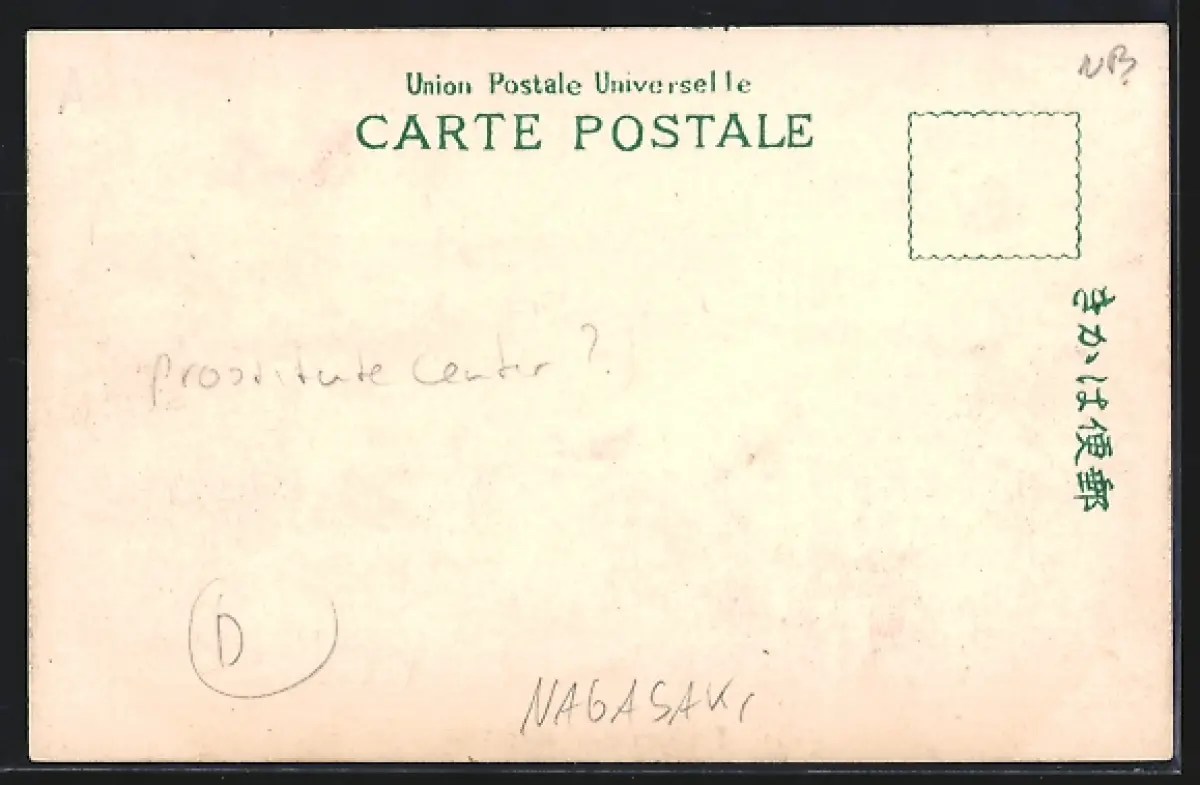 NB?
Union Postale Universelle
CARTE POSTALE
きかは便郵
prostitute center?
D
NAGASAKI